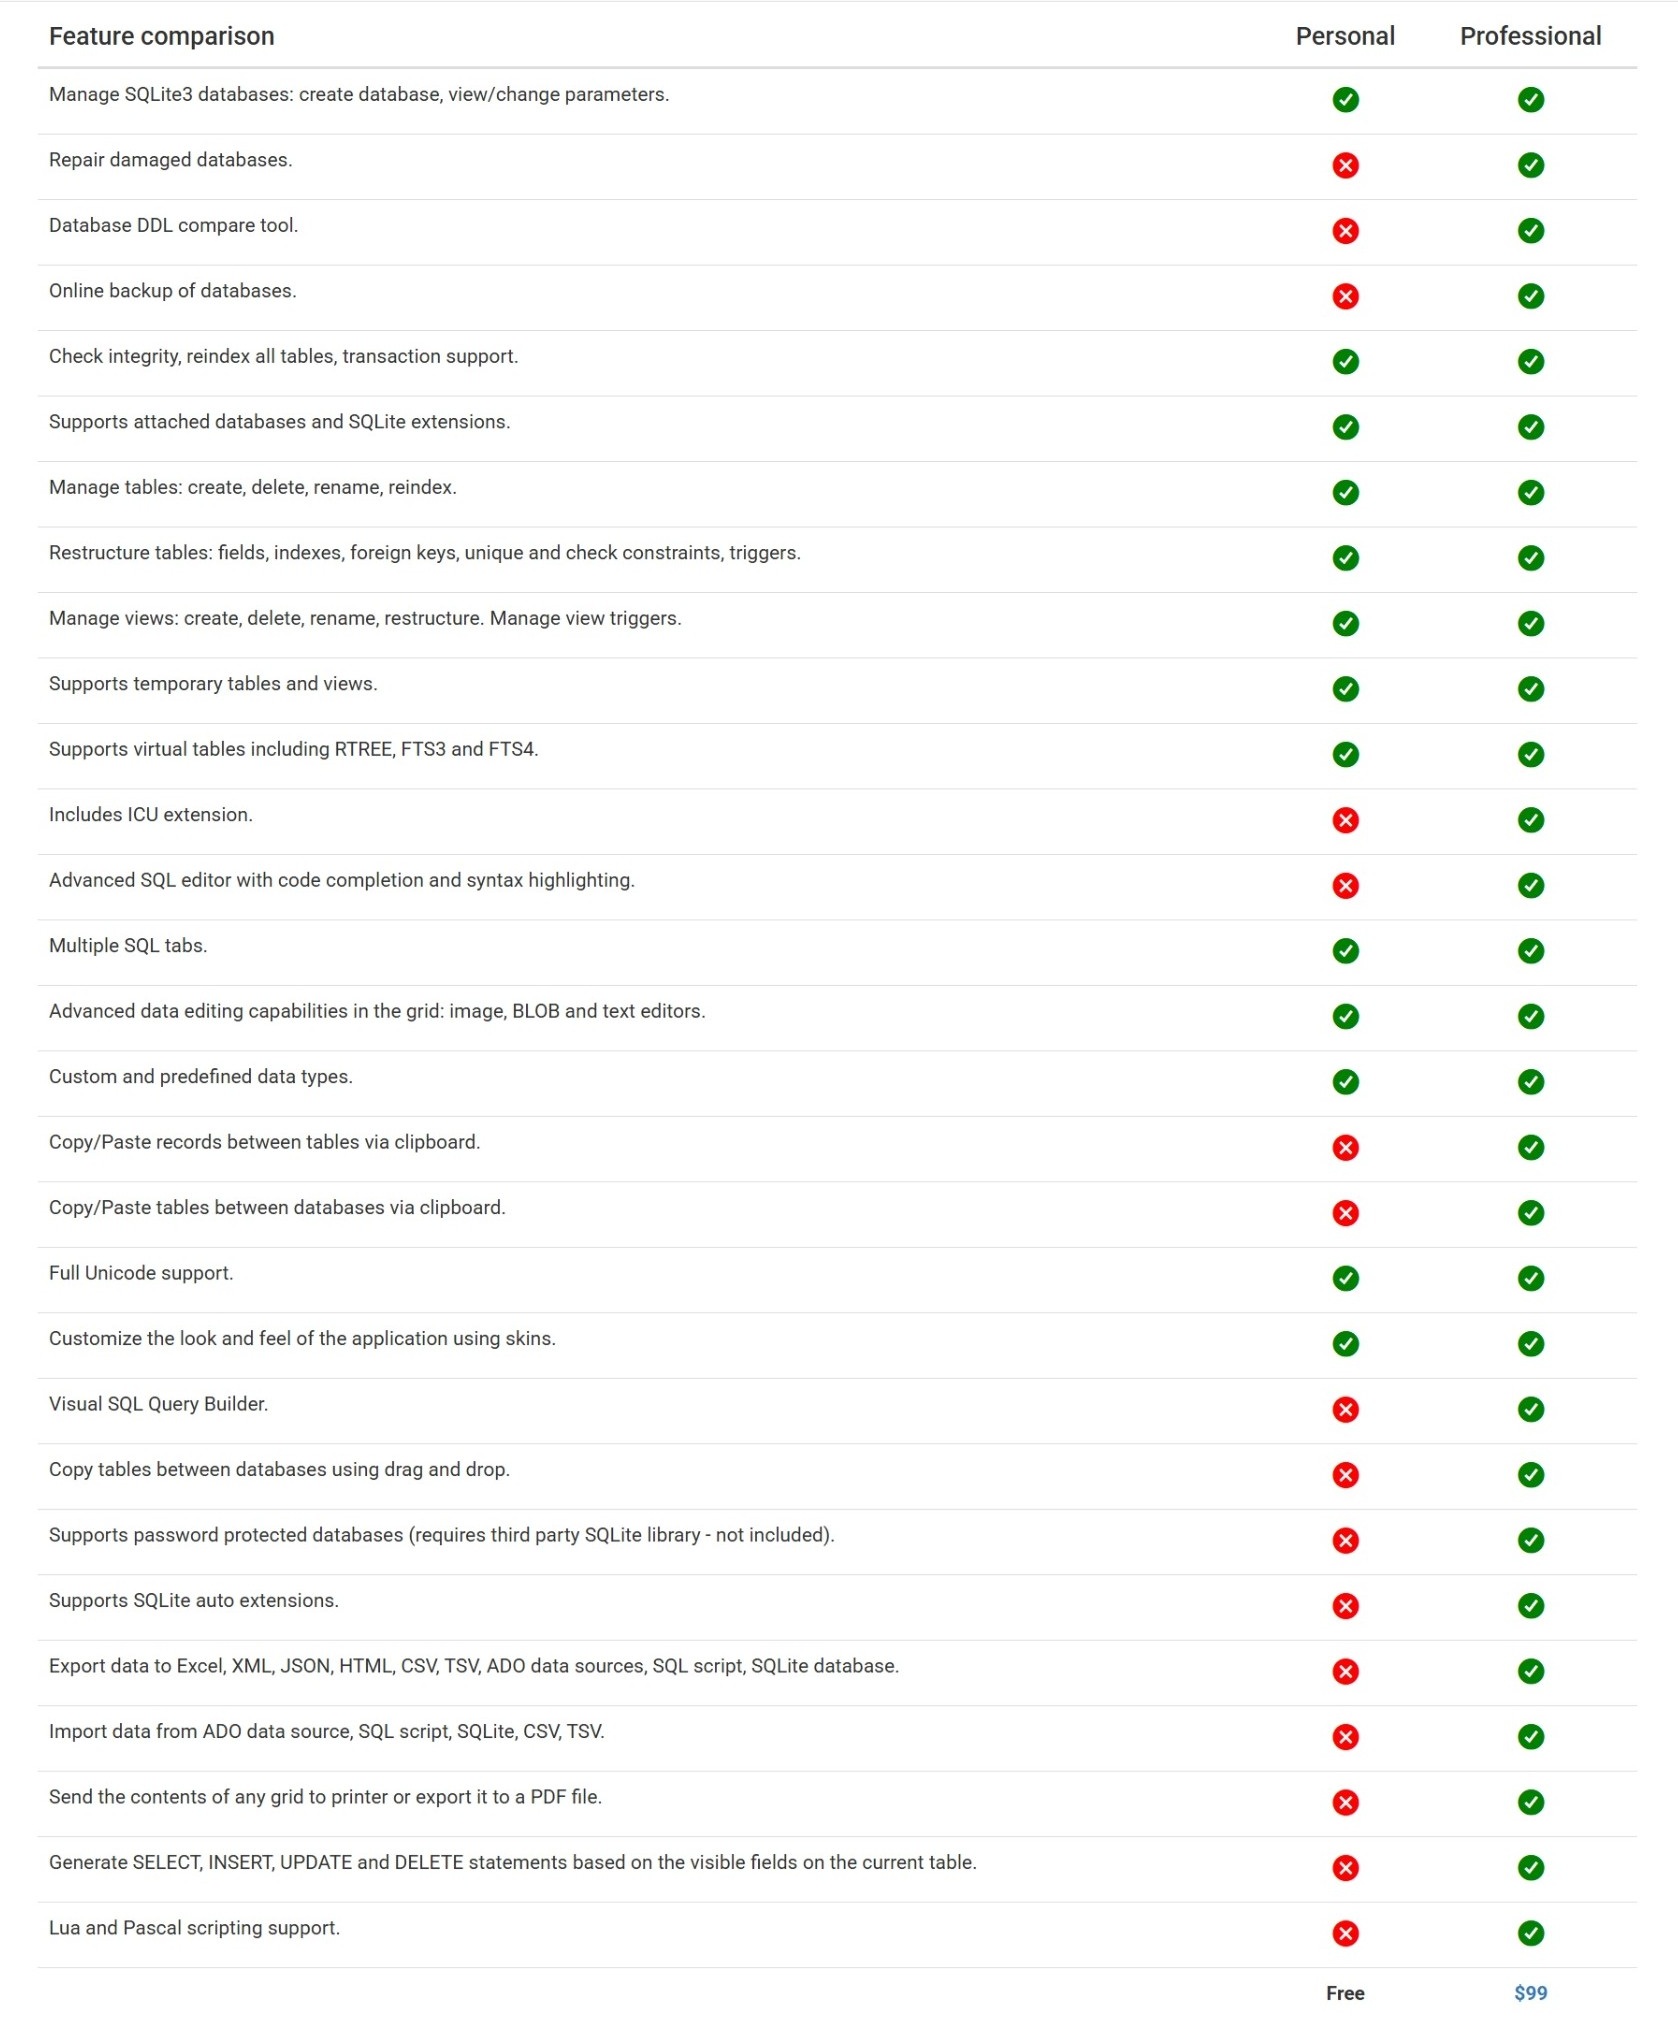 Feature comparison Personal Professional
Manage SQLite3 databases: create database, view/change parameters.
Repair damaged databases.
Database DDL compare tool.
Online backup of databases.
Check integrity, reindex all tables, transaction support.
Supports attached databases and SQLite extensions.
Manage tables: create, delete, rename, reindex.
Restructure tables: fields, indexes, foreign keys, unique and check constraints, triggers.
Manage views: create, delete, rename, restructure. Manage view triggers.
Supports temporary tables and views.
Supports virtual tables including RTREE, FTS3 and FTS4.
Includes ICU extension.
Advanced SQL editor with code completion and syntax highlighting.
Multiple SQL tabs.
Advanced data editing capabilities in the grid: image, BLOB and text editors.
Custom and predefined data types.
Copy/Paste records between tables via clipboard.
Copy/Paste tables between databases via clipboard.
Full Unicode support.
Customize the look and feel of the application using skins.
Visual SQL Query Builder.
Copy tables between databases using drag and drop.
Supports password protected databases (requires third party SQLite library - not included).
Supports SQLite auto extensions.
Export data to Excel, XML, JSON, HTML, CSV, TSV, ADO data sources, SQL script, SQLite database.
Import data from ADO data source, SQL script, SQLite, CSV, TSV.
Send the contents of any grid to printer or export it to a PDF file.
Generate SELECT, INSERT, UPDATE and DELETE statements based on the visible fields on the current table.
Lua and Pascal scripting support.
Free $99